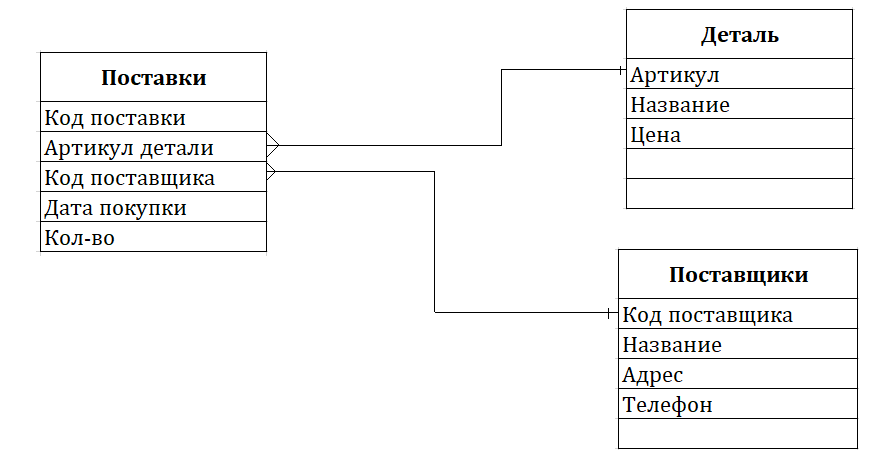 Поставки
Код поставки
Артикул детали
Код поставщика
Дата покупки
Кол-во
Деталь
Артикул
Название
Цена
Поставщики
Код поставщика
Название
Адрес
Телефон